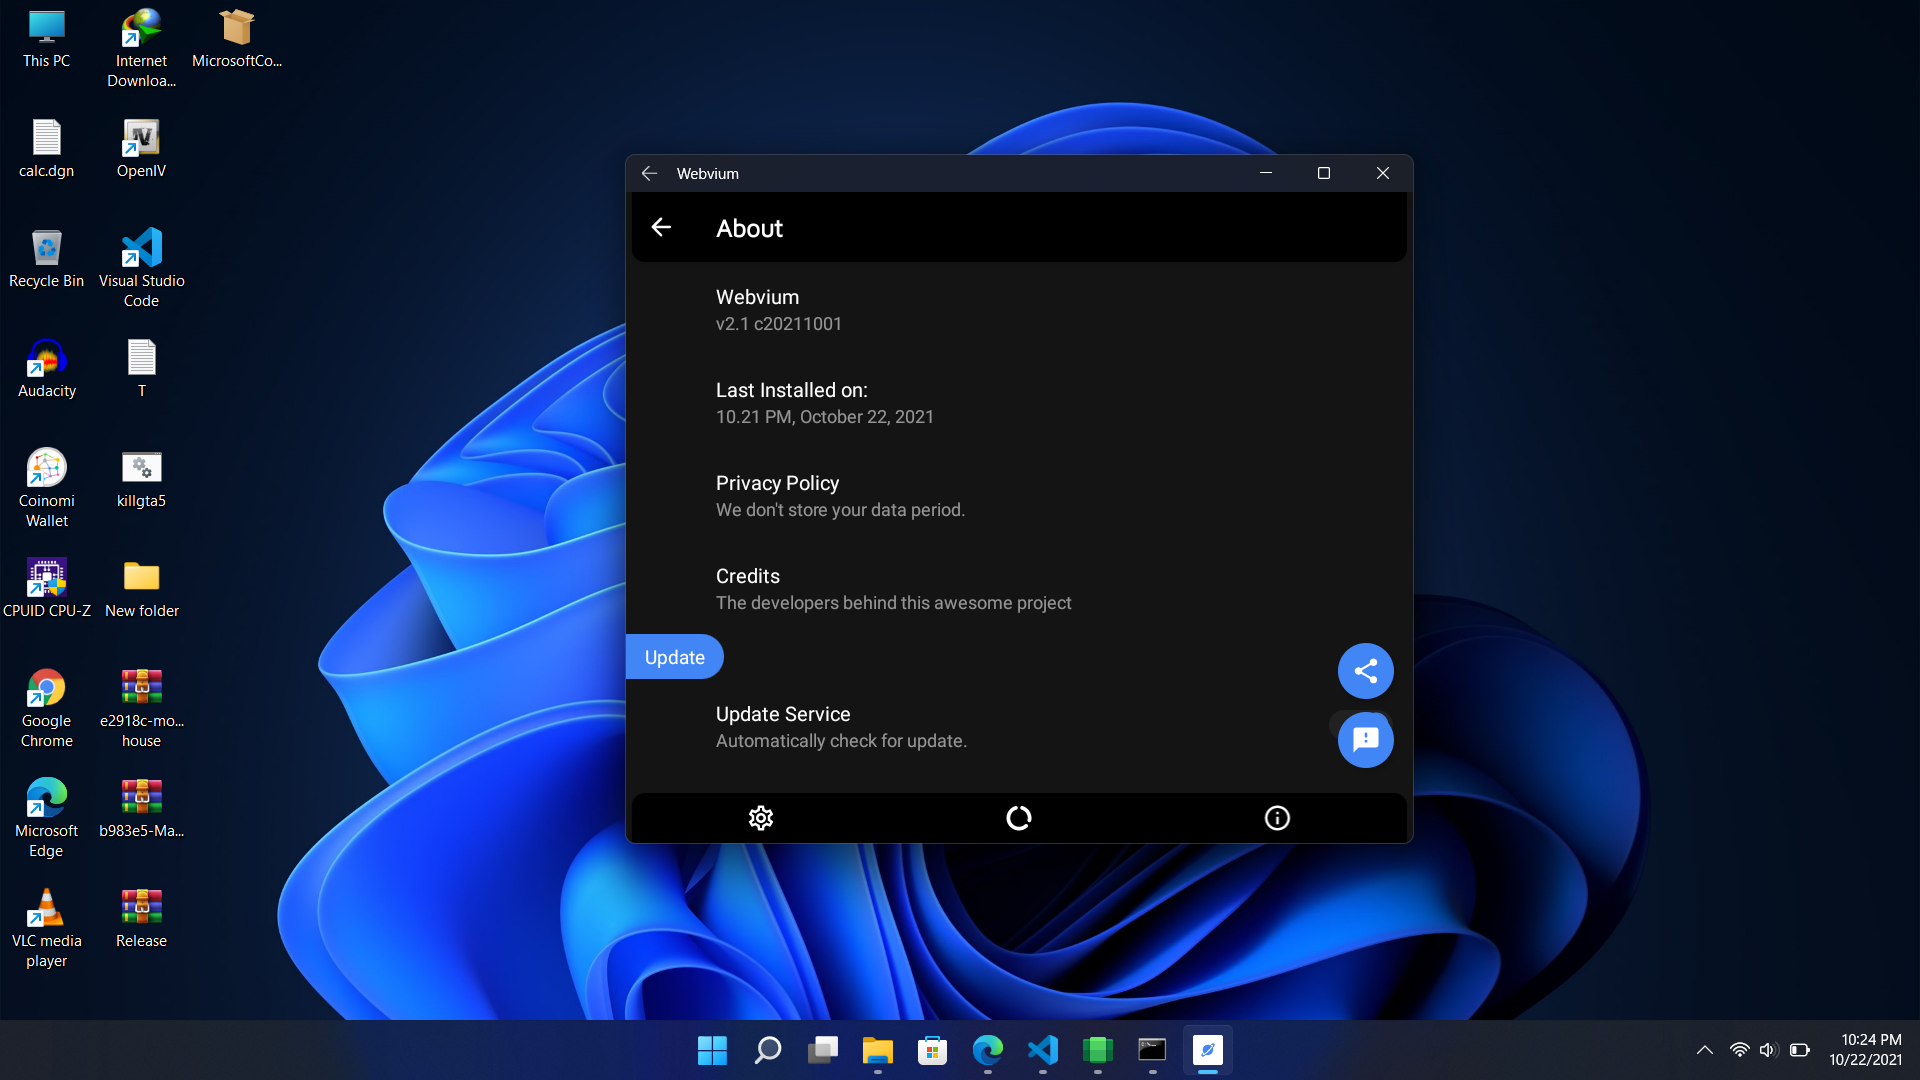 This PC
Internet
Downloa...
MicrosoftCo...
calc.dgn
OpenIV
Recycle Bin
Visual Studio
Code
Audacity
T
Coinomi
Wallet
killgta5
CPUID CPU-Z
New folder
Google
Chrome
e2918c-mo...
house
Microsoft
Edge
b983e5-Ma...
VLC media
player
Release
Webvium
About
Webvium
v2.1 c20211001
Last Installed on:
10.21 PM, October 22, 2021
Privacy Policy
We don't store your data period.
Credits
The developers behind this awesome project
Update
Update Service
Automatically check for update.
10:24 PM
10/22/2021